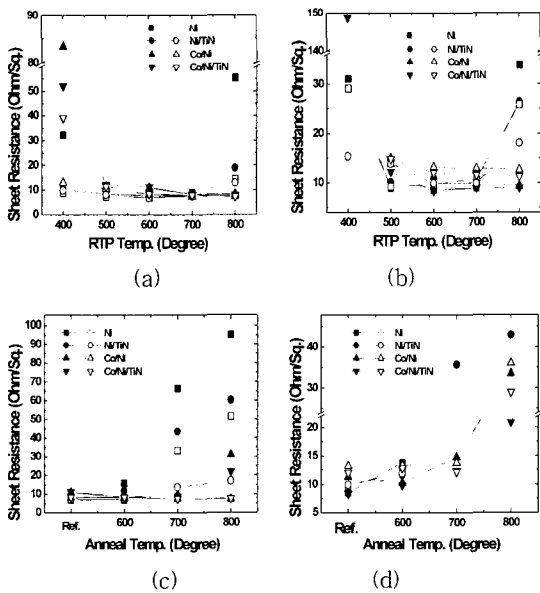 90
80
50
40
30
20
10
0
Sheet Resistance (Ohm/Sq.)
Ni
Ni/TiN
Co/Ni
Co/Ni/TiN
400 500 600 700 800
RTP Temp. (Degree)
(a)
150
140
30
20
10
Sheet Resistance (Ohm/Sq.)
Ni
Ni/TiN
Co/Ni
Co/Ni/TiN
400 500 600 700 800
RTP Temp. (Degree)
(b)
100
90
80
70
60
50
40
30
20
10
0
Sheet Resistance (Ohm/Sq.)
Ni
Ni/TiN
Co/Ni
Co/Ni/TiN
Ref. 600 700 800
Anneal Temp. (Degree)
(c)
40
30
20
15
10
5
Sheet Resistance (Ohm/Sq.)
Ni
Ni/TiN
Co/Ni
Co/Ni/TiN
Ref. 600 700 800
Anneal Temp. (Degree)
(d)